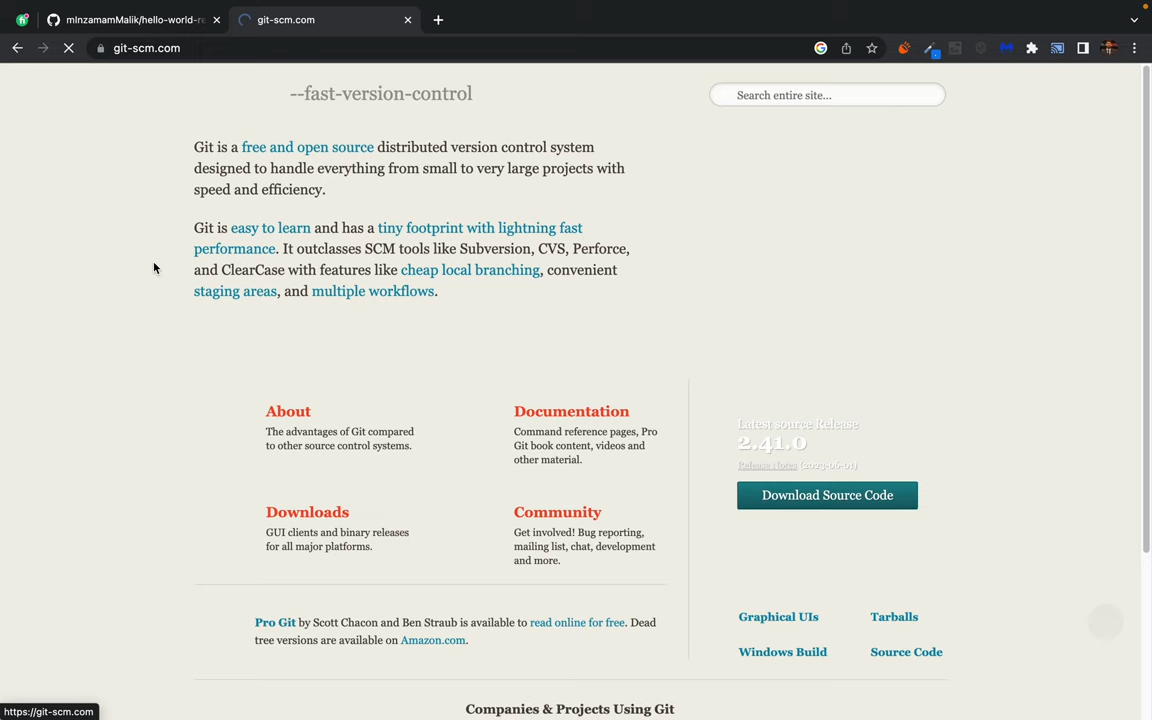 mInzamamMalik/hello-world-re
git-scm.com
git-scm.com
--fast-version-control
Search entire site...
Git is a free and open source distributed version control system
designed to handle everything from small to very large projects with
speed and efficiency.
Git is easy to learn and has a tiny footprint with lightning fast
performance. It outclasses SCM tools like Subversion, CVS, Perforce,
and ClearCase with features like cheap local branching, convenient
staging areas, and multiple workflows.
About
The advantages of Git compared
to other source control systems.
Documentation
Command reference pages, Pro
Git book content, videos and
other material.
Downloads
GUI clients and binary releases
for all major platforms.
Community
Get involved! Bug reporting,
mailing list, chat, development
and more.
Latest source Release
2.41.0
Release Notes (2023-06-01)
Download Source Code
Pro Git by Scott Chacon and Ben Straub is available to read online for free. Dead
tree versions are available on Amazon.com.
Graphical UIs
Tarballs
Windows Build
Source Code
Companies & Projects Using Git
https://git-scm.com